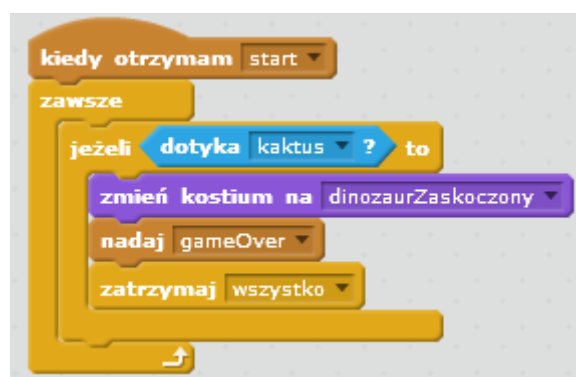 kiedy otrzymam start
zawsze
jeżeli dotyka kaktus ? to
zmień kostium na dinozaurZaskoczony
nadaj gameOver
zatrzymaj wszystko